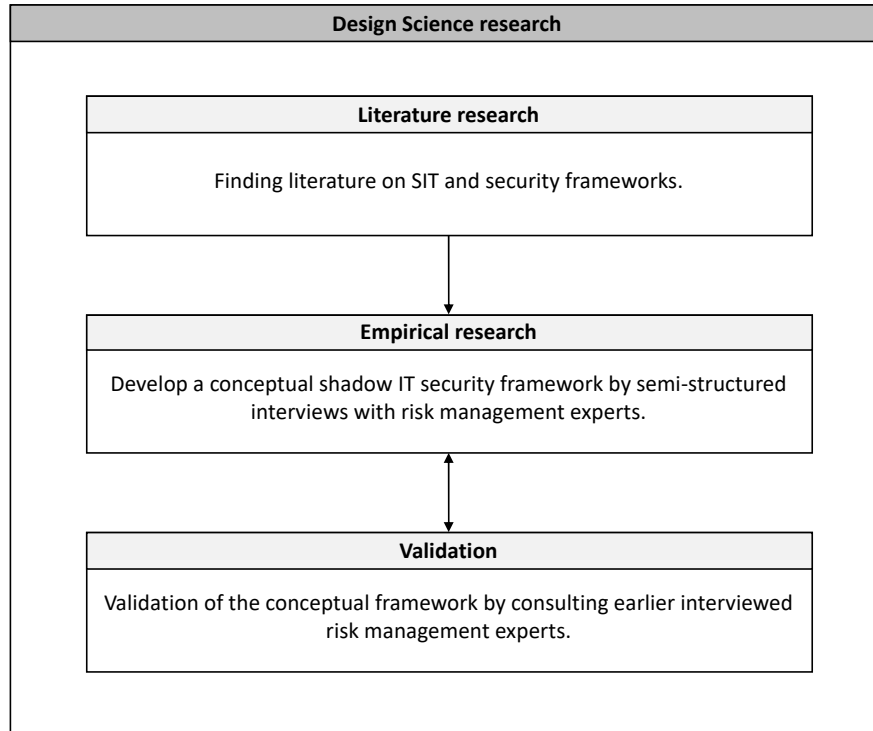 Design Science research
Literature research
Finding literature on SIT and security frameworks.
Empirical research
Develop a conceptual shadow IT security framework by semi-structured
interviews with risk management experts.
Validation
Validation of the conceptual framework by consulting earlier interviewed
risk management experts.